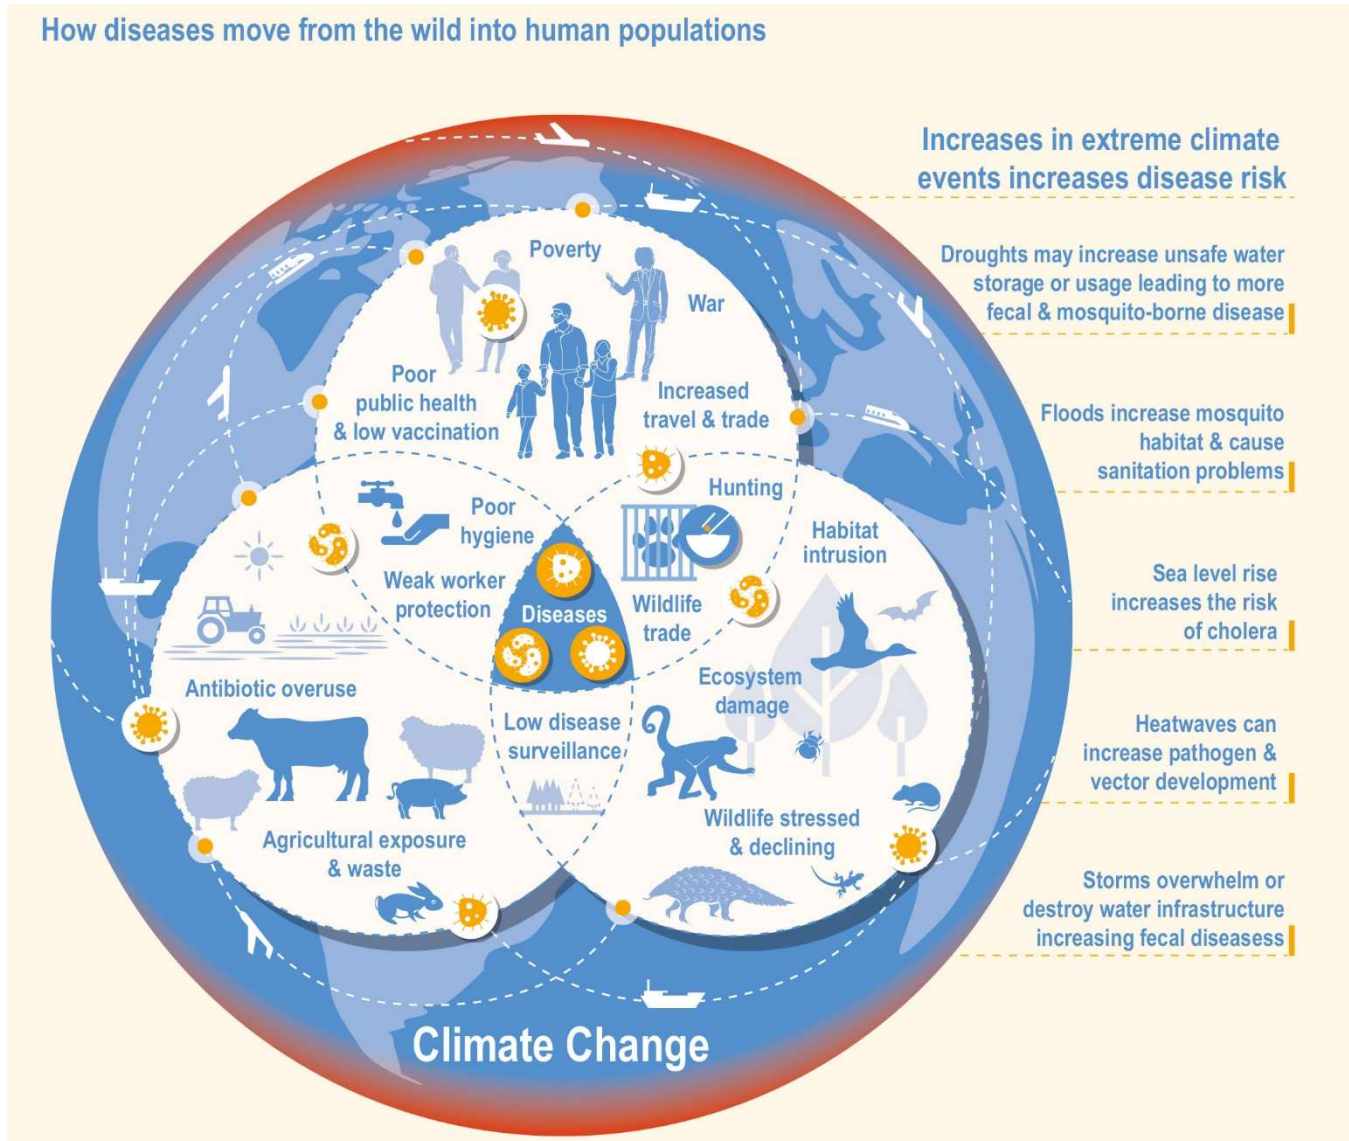 How diseases move from the wild into human populations
Increases in extreme climate
events increases disease risk
Droughts may increase unsafe water
storage or usage leading to more
fecal & mosquito-borne disease
Floods increase mosquito
habitat & cause
sanitation problems
Sea level rise
increases the risk
of cholera
Heatwaves can
increase pathogen &
vector development
Storms overwhelm or
destroy water infrastructure
increasing fecal diseasess
Poverty
War
Poor
public health
& low vaccination
Increased
travel & trade
Poor
hygiene
Weak worker
protection
Hunting
Wildlife
trade
Habitat
intrusion
Diseases
Antibiotic overuse
Ecosystem
damage
Low disease
surveillance
Agricultural exposure
& waste
Wildlife stressed
& declining
Climate Change